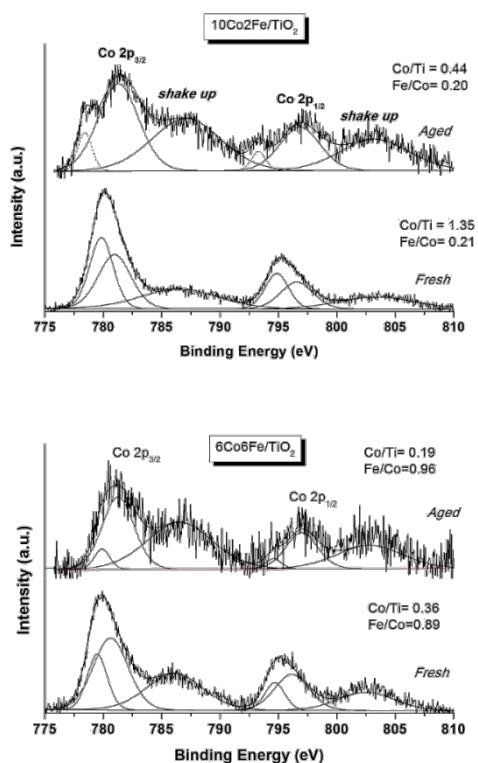 10Co2Fe/TiO₂
Co 2p₃/₂
shake up
Co 2p₁/₂
shake up
Co/Ti = 0.44
Fe/Co= 0.20
Aged
Co/Ti = 1.35
Fe/Co= 0.21
Fresh
Intensity (a.u.)
775 780 785 790 795 800 805 810
Binding Energy (eV)
6Co6Fe/TiO₂
Co 2p₃/₂
Co 2p₁/₂
Co/Ti= 0.19
Fe/Co=0.96
Aged
Co/Ti= 0.36
Fe/Co=0.89
Fresh
Intensity (a.u.)
775 780 785 790 795 800 805 810
Binding Energy (eV)